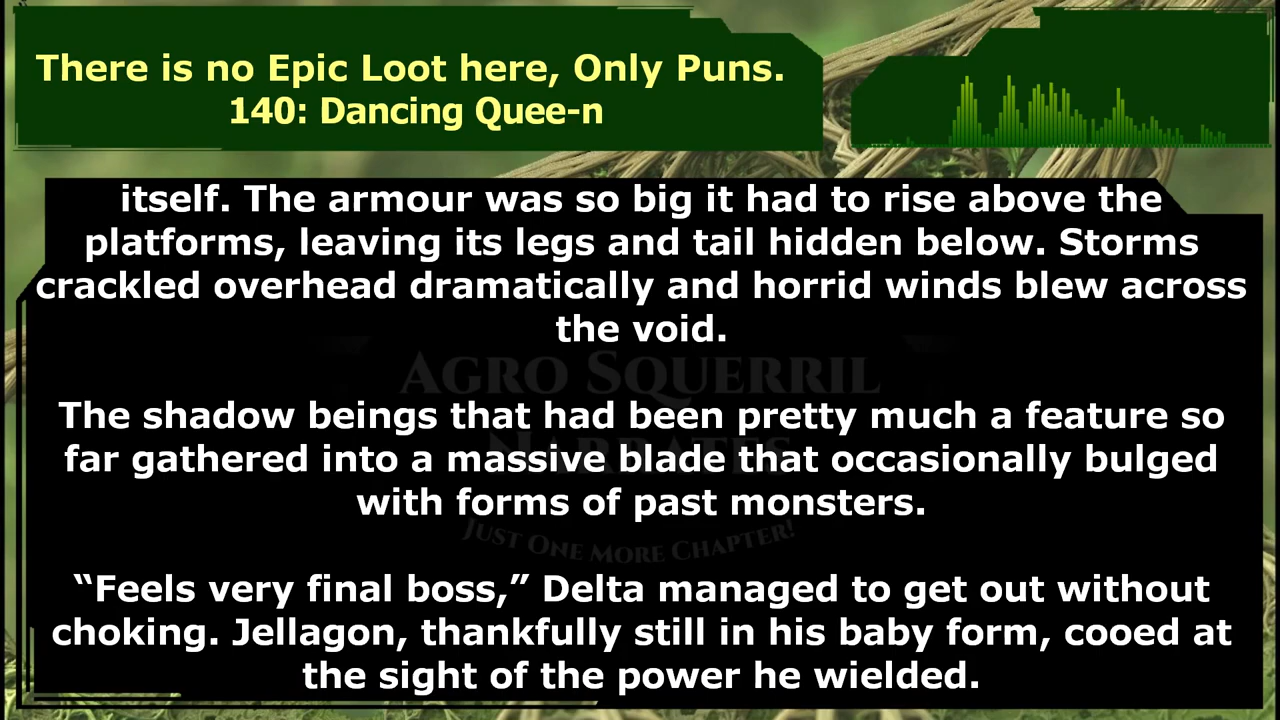 There is no Epic Loot here, Only Puns.
140: Dancing Quee-n
itself. The armour was so big it had to rise above the
platforms, leaving its legs and tail hidden below. Storms
crackled overhead dramatically and horrid winds blew across
the void.
The shadow beings that had been pretty much a feature so
far gathered into a massive blade that occasionally bulged
with forms of past monsters.
“Feels very final boss,” Delta managed to get out without
choking. Jellagon, thankfully still in his baby form, cooed at
the sight of the power he wielded.
Agro Squerril
Narrates
Just One More Chapter!